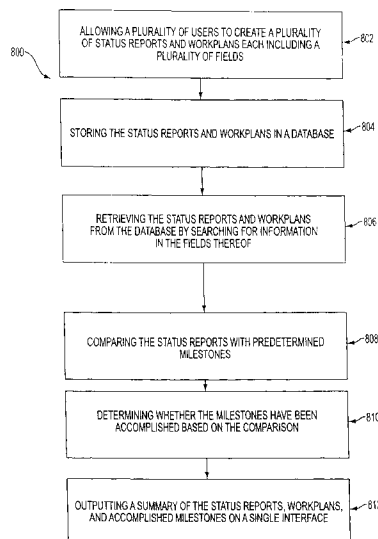 800
ALLOWING A PLURALITY OF USERS TO CREATE A PLURALITY
OF STATUS REPORTS AND WORKPLANS EACH INCLUDING A
PLURALITY OF FIELDS
802
STORING THE STATUS REPORTS AND WORKPLANS IN A DATABASE
804
RETRIEVING THE STATUS REPORTS AND WORKPLANS
FROM THE DATABASE BY SEARCHING FOR INFORMATION
IN THE FIELDS THEREOF
806
COMPARING THE STATUS REPORTS WITH PREDETERMINED
MILESTONES
808
DETERMINING WHETHER THE MILESTONES HAVE BEEN
ACCOMPLISHED BASED ON THE COMPARISON
810
OUTPUTTING A SUMMARY OF THE STATUS REPORTS, WORKPLANS,
AND ACCOMPLISHED MILESTONES ON A SINGLE INTERFACE